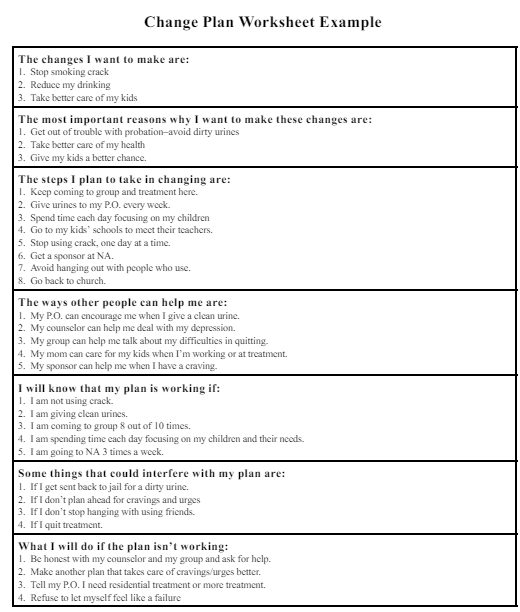 Change Plan Worksheet Example
The changes I want to make are:
1. Stop smoking crack
2. Reduce my drinking
3. Take better care of my kids
The most important reasons why I want to make these changes are:
1. Get out of trouble with probation–avoid dirty urines
2. Take better care of my health
3. Give my kids a better chance.
The steps I plan to take in changing are:
1. Keep coming to group and treatment here.
2. Give urines to my P.O. every week.
3. Spend time each day focusing on my children
4. Go to my kids' schools to meet their teachers.
5. Stop using crack, one day at a time.
6. Get a sponsor at NA.
7. Avoid hanging out with people who use.
8. Go back to church.
The ways other people can help me are:
1. My P.O. can encourage me when I give a clean urine.
2. My counselor can help me deal with my depression.
3. My group can help me talk about my difficulties in quitting.
4. My mom can care for my kids when I'm working or at treatment.
5. My sponsor can help me when I have a craving.
I will know that my plan is working if:
1. I am not using crack.
2. I am giving clean urines.
3. I am coming to group 8 out of 10 times.
4. I am spending time each day focusing on my children and their needs.
5. I am going to NA 3 times a week.
Some things that could interfere with my plan are:
1. If I get sent back to jail for a dirty urine.
2. If I don't plan ahead for cravings and urges
3. If I don't stop hanging with using friends.
4. If I quit treatment.
What I will do if the plan isn't working:
1. Be honest with my counselor and my group and ask for help.
2. Make another plan that takes care of cravings/urges better.
3. Tell my P.O. I need residential treatment or more treatment.
4. Refuse to let myself feel like a failure